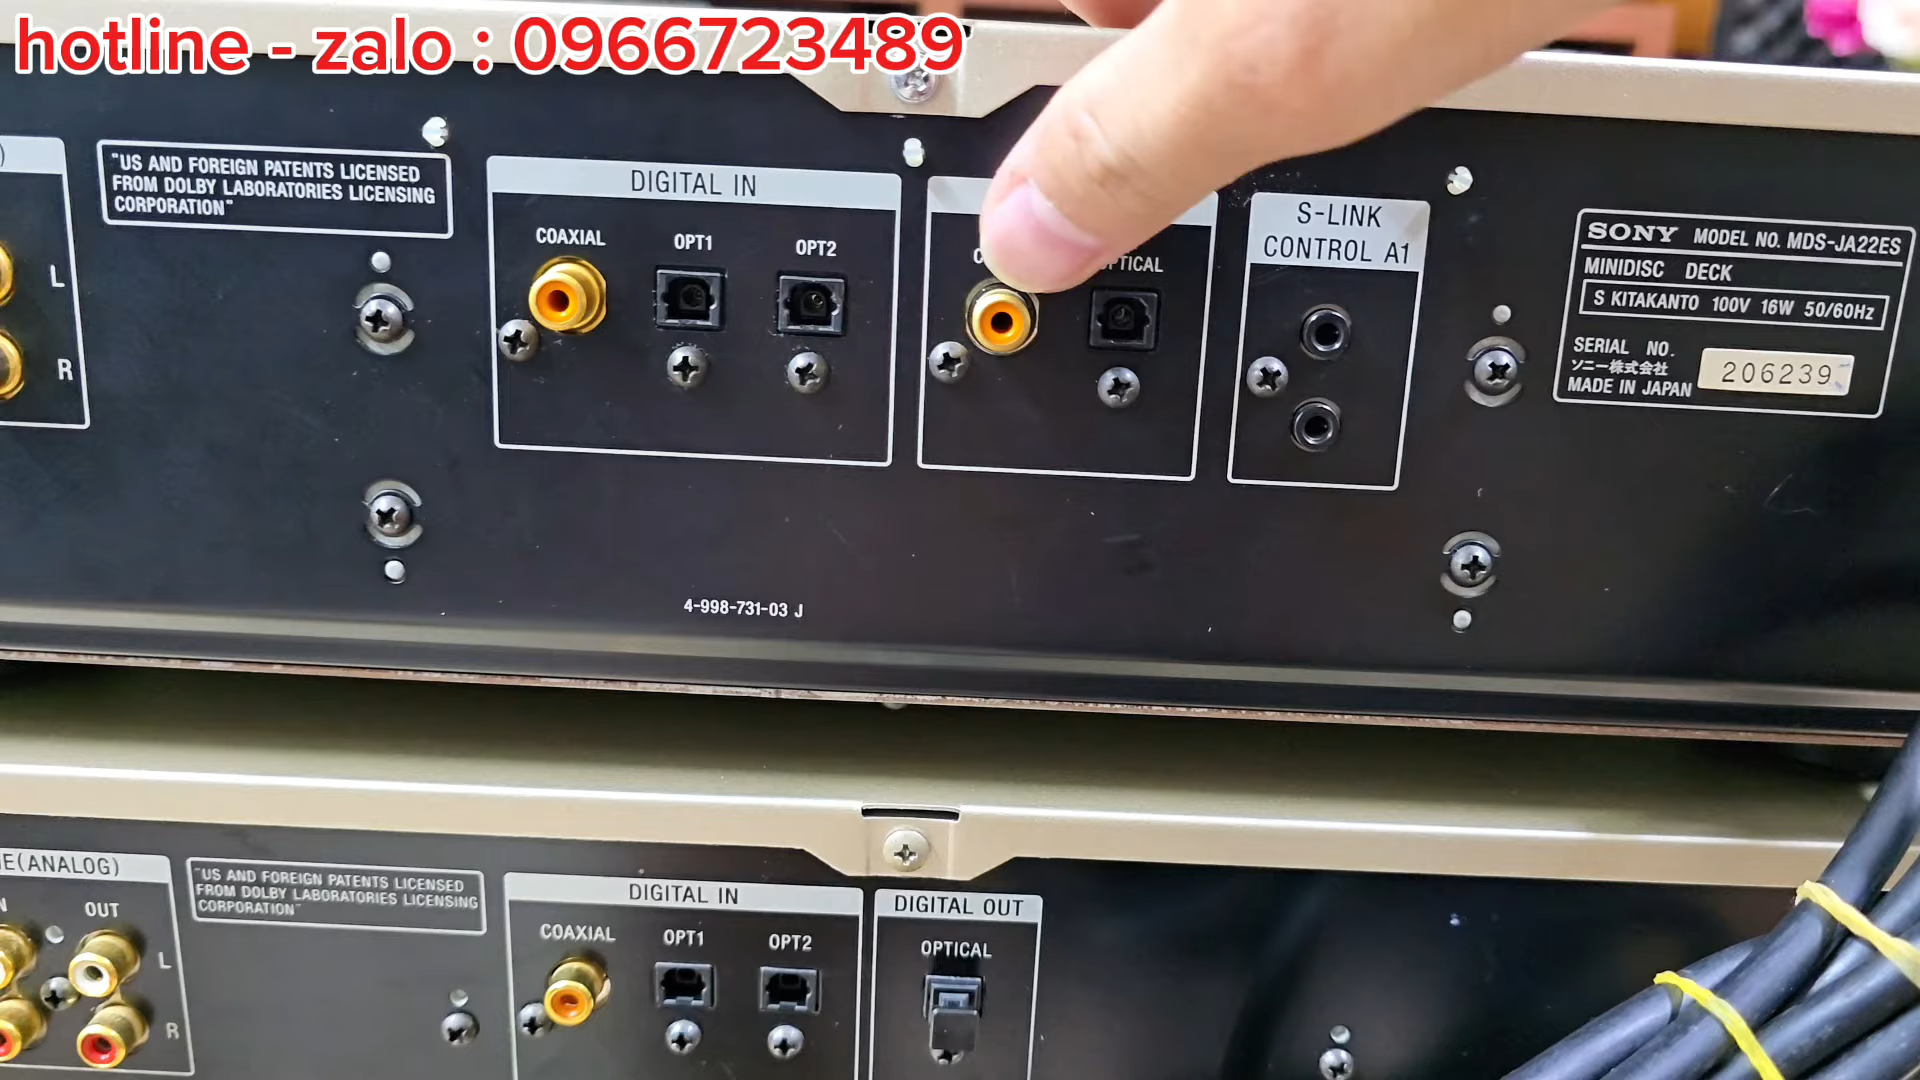 hotline - zalo : 0966723489
)
L
R
"US AND FOREIGN PATENTS LICENSED
FROM DOLBY LABORATORIES LICENSING
CORPORATION"
DIGITAL IN
COAXIAL
OPT1
OPT2
S-LINK
CONTROL A1
SONY MODEL NO. MDS-JA22ES
MINIDISC DECK
S KITAKANTO 100V 16W 50/60Hz
SERIAL NO.
206239
ソニー株式会社
MADE IN JAPAN
4-998-731-03 J
E(ANALOG)
OUT
L
R
"US AND FOREIGN PATENTS LICENSED
FROM DOLBY LABORATORIES LICENSING
CORPORATION"
DIGITAL IN
COAXIAL
OPT1
OPT2
DIGITAL OUT
OPTICAL